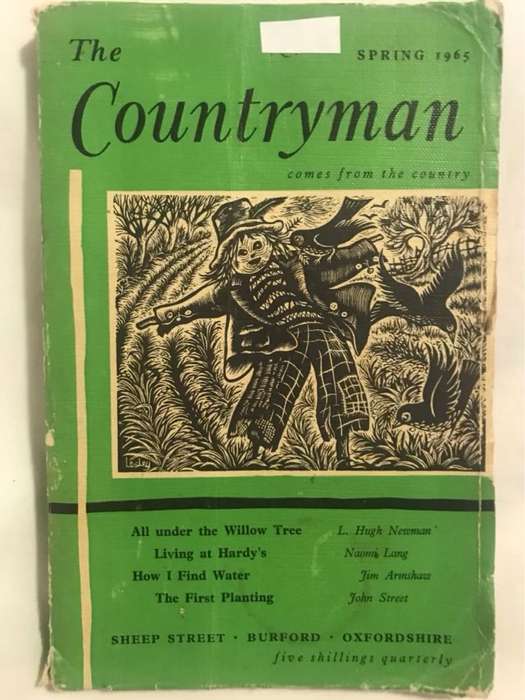 The
SPRING 1965
Countryman
comes from the country
Lesley
All under the Willow Tree L. Hugh Newman
Living at Hardy's Naomi Lang
How I Find Water Jim Armshaw
The First Planting John Street
SHEEP STREET · BURFORD · OXFORDSHIRE
five shillings quarterly